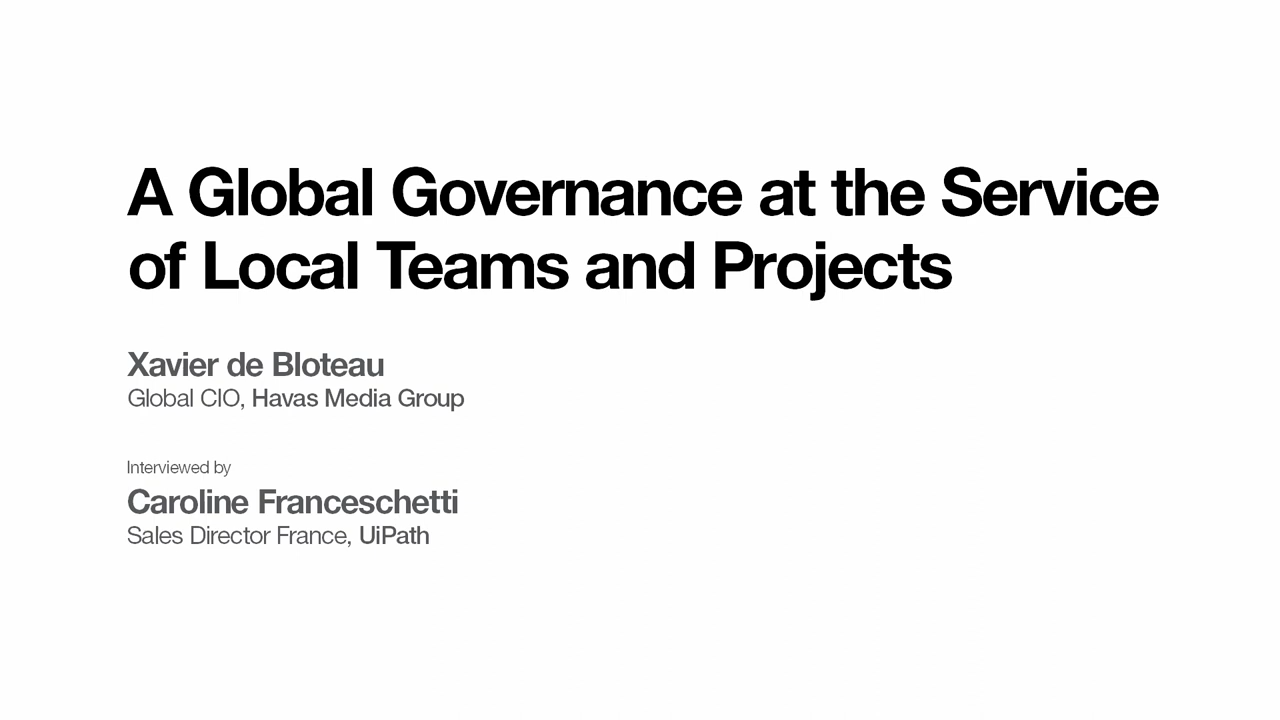 A Global Governance at the Service
of Local Teams and Projects
Xavier de Bloteau
Global CIO, Havas Media Group
Interviewed by
Caroline Franceschetti
Sales Director France, UiPath